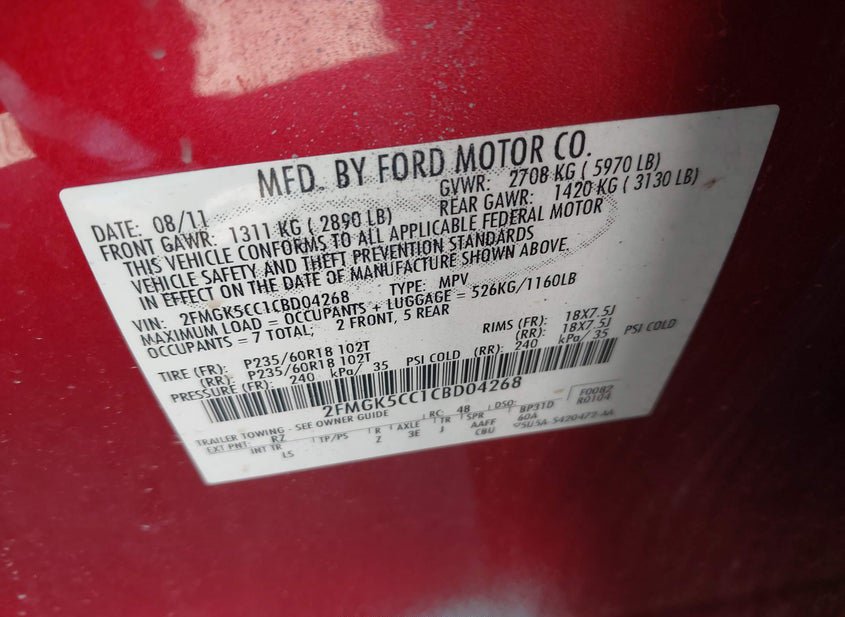 MFD. BY FORD MOTOR CO.
DATE: 08/11 GVWR: 2708 KG ( 5970 LB)
FRONT GAWR: 1311 KG ( 2890 LB) REAR GAWR: 1420 KG ( 3130 LB)
THIS VEHICLE CONFORMS TO ALL APPLICABLE FEDERAL MOTOR
VEHICLE SAFETY AND THEFT PREVENTION STANDARDS
IN EFFECT ON THE DATE OF MANUFACTURE SHOWN ABOVE.
VIN: 2FMGK5CC1CBD04268 TYPE: MPV
MAXIMUM LOAD = OCCUPANTS + LUGGAGE = 526KG/1160LB
OCCUPANTS = 7 TOTAL; 2 FRONT, 5 REAR
TIRE (FR): P235/60R18 102T RIMS (FR): 18X7.5J
(RR): P235/60R18 102T (RR): 18X7.5J
PRESSURE (FR): 240 kPa/ 35 PSI COLD (RR): 240 kPa/ 35 PSI COLD
2FMGK5CC1CBD04268
TRAILER TOWING - SEE OWNER GUIDE RC: 48 DSO: F0082
EXT PNT: RZ BP31D R0104
INT TR TP/PS R AXLE TR SPR 60A
LS Z 3E J AAFF 5U5A-5420472-AA
CBU